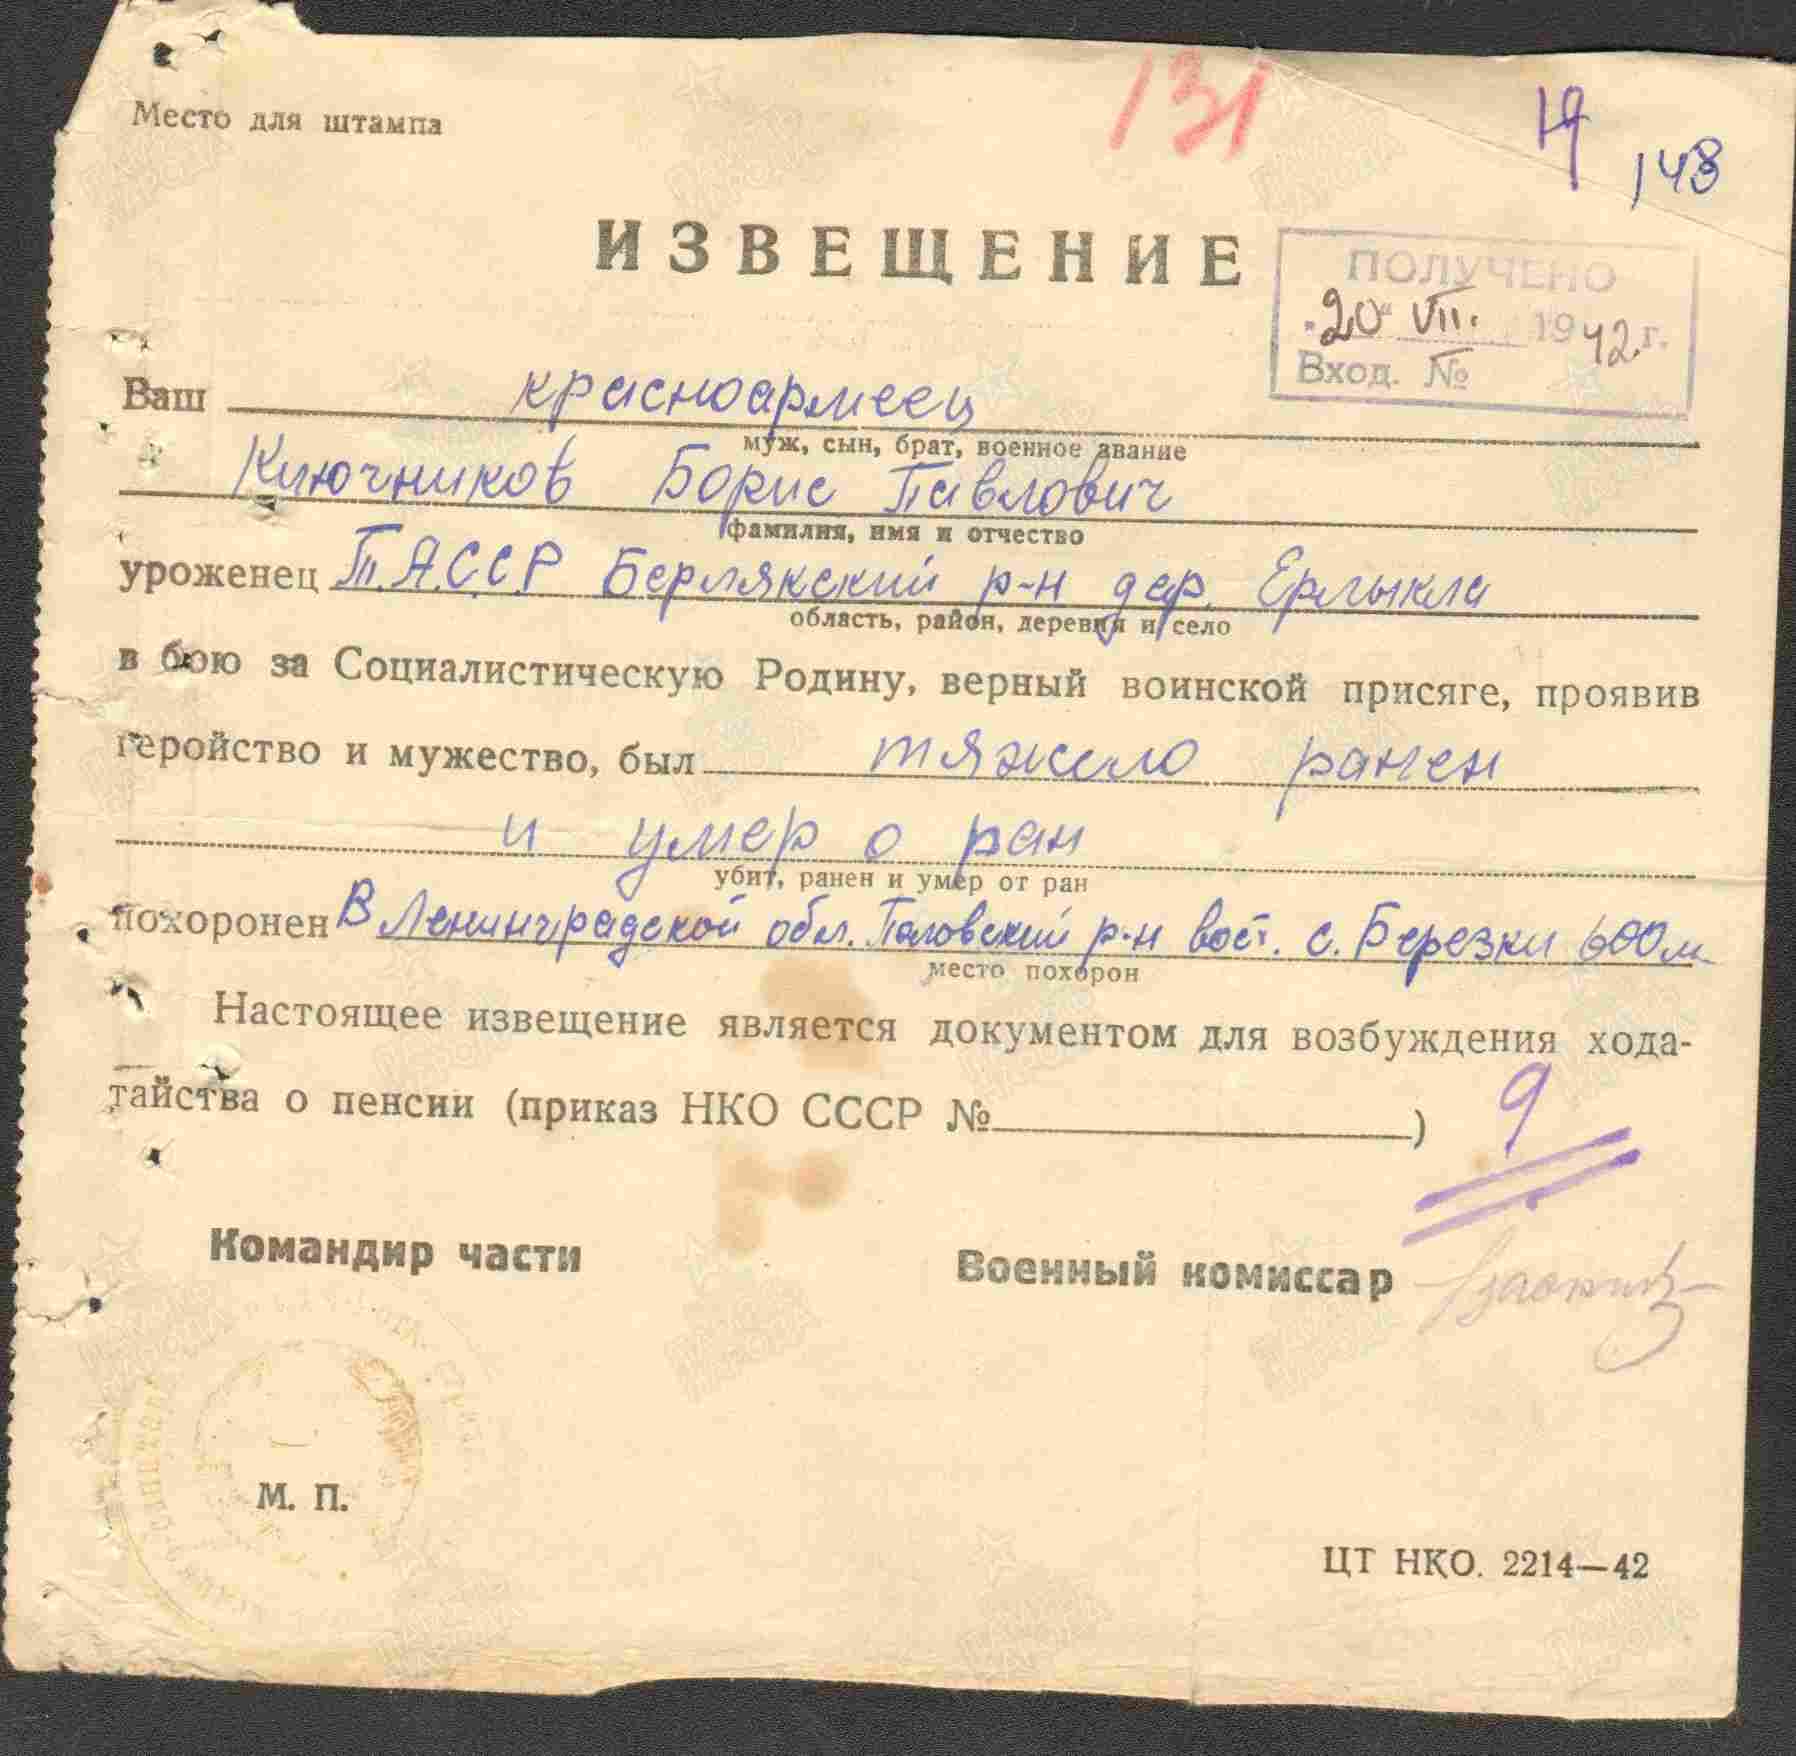 131
19
148
Место для штампа
ИЗВЕЩЕНИЕ
ПОЛУЧЕНО
"20" VII. 1942 г.
Вход. №
Ваш красноармеец
муж, сын, брат, военное звание
Ключников Борис Павлович
фамилия, имя и отчество
уроженец Т.А.С.С.Р Берлякский р-н дер. Ерлыкла
область, район, деревня и село
в бою за Социалистическую Родину, верный воинской присяге, проявив
геройство и мужество, был тяжело ранен
и умер о ран
убит, ранен и умер от ран
похоронен В Ленинградской обл. Половский р-н вост. с. Березки 600 м
место похорон
Настоящее извещение является документом для возбуждения хода-
тайства о пенсии (приказ НКО СССР № )
9
Командир части
Военный комиссар
М. П.
ЦТ НКО. 2214—42